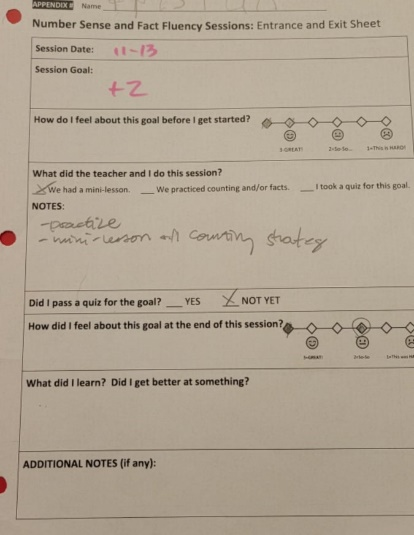 APPENDIX Name
Number Sense and Fact Fluency Sessions: Entrance and Exit Sheet
Session Date: 11-13
Session Goal:
+2
How do I feel about this goal before I get started?
3=GREAT! 2=So So... 1=This is HARD!
What did the teacher and I do this session?
X We had a mini-lesson. ___ We practiced counting and/or facts. ___ I took a quiz for this goal.
NOTES:
-practice
-mini-lesson counting strategy
Did I pass a quiz for the goal? ___ YES X NOT YET
How did I feel about this goal at the end of this session?
3=GREAT! 2=So So 1=This was
What did I learn? Did I get better at something?
ADDITIONAL NOTES (if any):